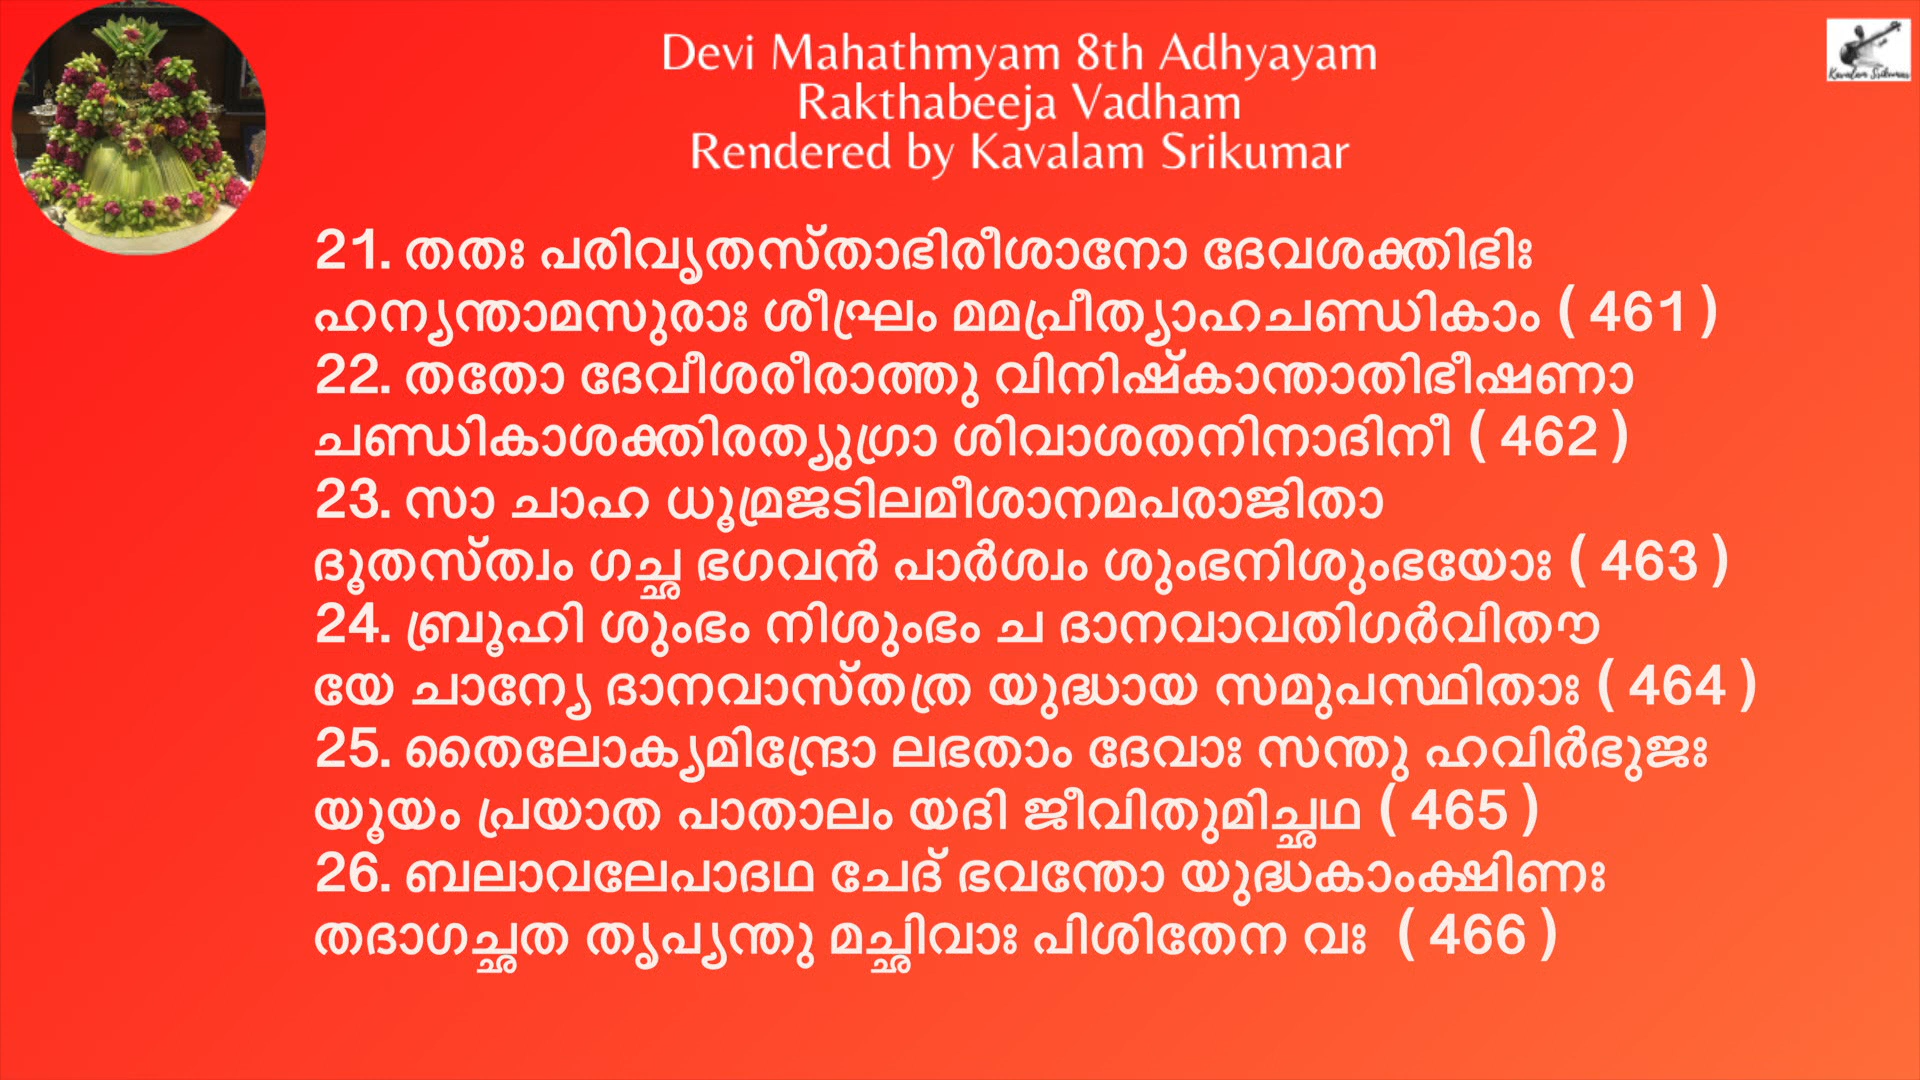 Devi Mahathmyam 8th Adhyayam
Rakthabeeja Vadham
Rendered by Kavalam Srikumar
Kavalam Srikumar
21. തതഃ പരിവൃതസ്താഭിരീശാനോ ദേവശക്തിഭിഃ
ഹന്യന്താമസുരാഃ ശീഘ്രം മമപ്രീത്യാഹചണ്ഡികാം ( 461 )
22. തതോ ദേവീശരീരാത്തു വിനിഷ്കാന്താതിഭീഷണാ
ചണ്ഡികാശക്തിരത്യുഗ്രാ ശിവാശതനിനാദിനീ ( 462 )
23. സാ ചാഹ ധൂമ്രജടിലമീശാനമപരാജിതാ
ദൂതസ്ത്വം ഗച്ഛ ഭഗവൻ പാർശ്വം ശുംഭനിശുംഭയോഃ ( 463 )
24. ബ്രൂഹി ശുംഭം നിശുംഭം ച ദാനവാവതിഗർവിതൗ
യേ ചാന്യേ ദാനവാസ്തത്ര യുദ്ധായ സമുപസ്ഥിതാഃ ( 464 )
25. തൈലോക്യമിന്ദ്രോ ലഭതാം ദേവാഃ സന്തു ഹവിർഭുജഃ
യൂയം പ്രയാത പാതാലം യദി ജീവിതുമിച്ഛഥ ( 465 )
26. ബലാവലേപാദഥ ചേദ് ഭവന്തോ യുദ്ധകാംക്ഷിണഃ
തദാഗച്ഛത തൃപ്യന്തു മച്ഛിവാഃ പിശിതേന വഃ ( 466 )